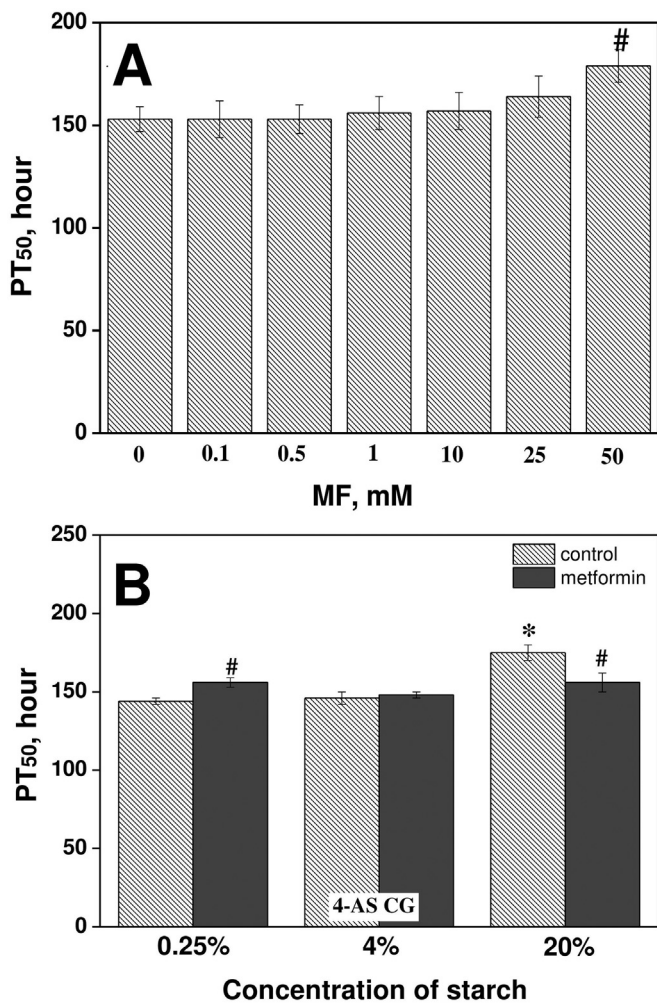 200
A
#
150
PT50, hour
100
50
0
0 0.1 0.5 1 10 25 50
MF, mM
250
B
control
metformin
200
*
#
#
150
PT50, hour
100
50
4-AS CG
0
0.25% 4% 20%
Concentration of starch